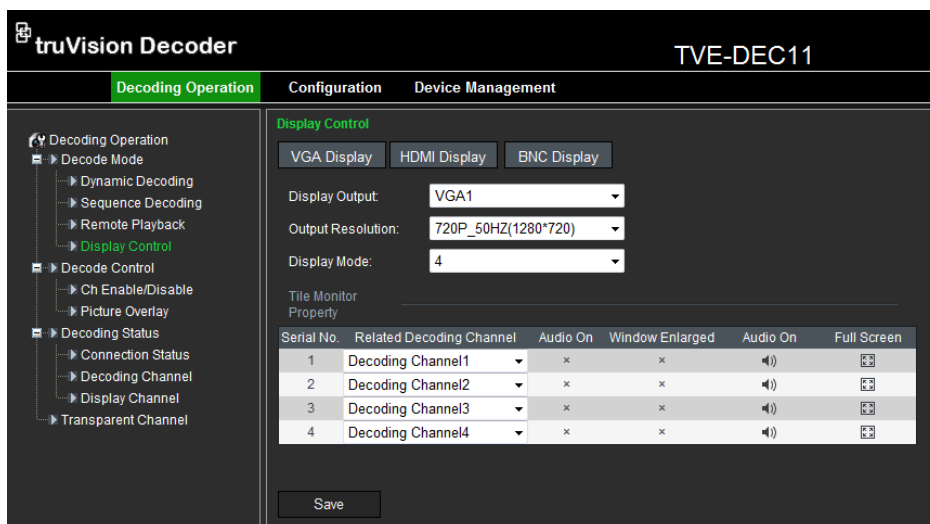 truVision Decoder
TVE-DEC11
Decoding Operation Configuration Device Management
Decoding Operation
Decode Mode
Dynamic Decoding
Sequence Decoding
Remote Playback
Display Control
Decode Control
Ch Enable/Disable
Picture Overlay
Decoding Status
Connection Status
Decoding Channel
Display Channel
Transparent Channel
Display Control
VGA Display HDMI Display BNC Display
Display Output: VGA1
Output Resolution: 720P_50HZ(1280*720)
Display Mode: 4
Tile Monitor
Property
Serial No. Related Decoding Channel Audio On Window Enlarged Audio On Full Screen
1 Decoding Channel1 × ×
2 Decoding Channel2 × ×
3 Decoding Channel3 × ×
4 Decoding Channel4 × ×
Save